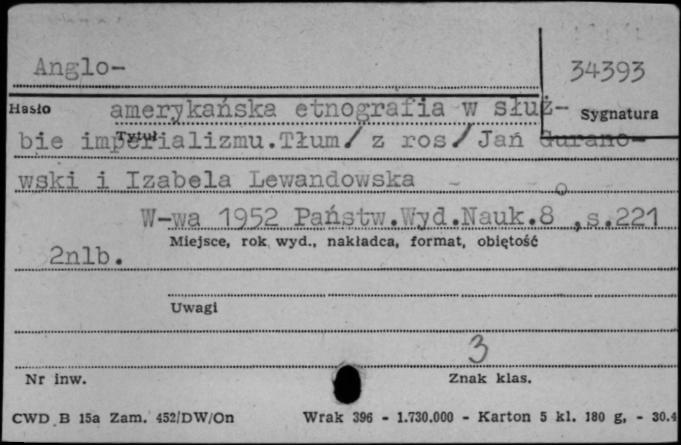 Anglo-
34393
Hasło amerykańska etnografia w służ- Sygnatura
Tytuł
bie imperializmu.Tłum/ z ros/ Jań Gurano-
wski i Izabela Lewandowska
W-wa 1952 Państw.Wyd.Nauk.8o,s.221
Miejsce, rok wyd., nakładca, format, objętość
2nlb.
Uwagi
3
Nr inw. Znak klas.
CWD B 15a Zam. 452/DW/On Wrak 396 - 1.730.000 - Karton 5 kl. 180 g, - 30.4